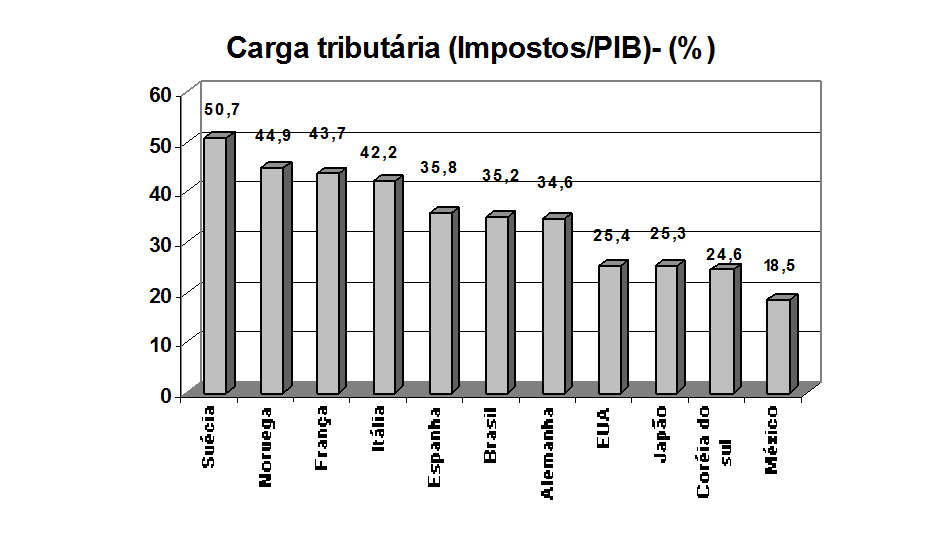 Carga tributária (Impostos/PIB)- (%)
60
50
40
30
20
10
0
50,7
44,9
43,7
42,2
35,8
35,2
34,6
25,4
25,3
24,6
18,5
Suécia
Noruega
França
Itália
Espanha
Brasil
Alemanha
EUA
Japão
Coréia do
sul
México